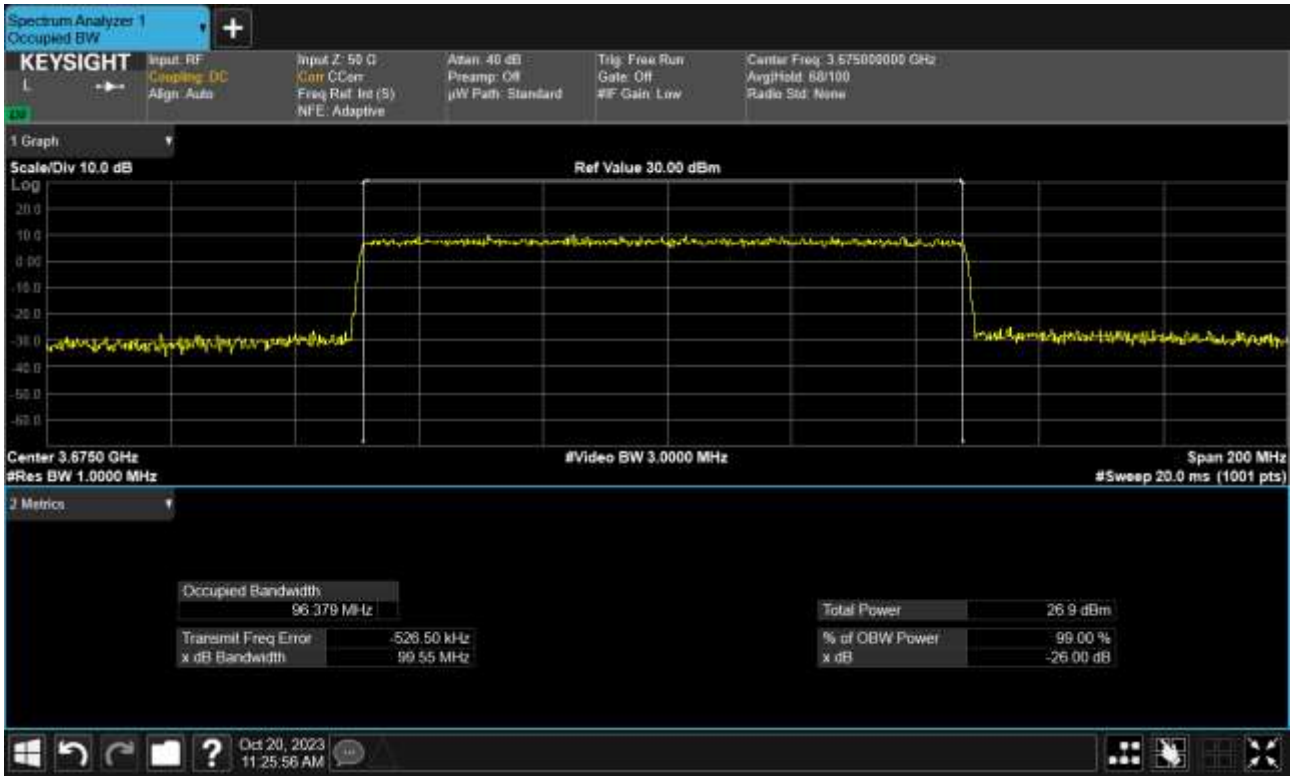 Spectrum Analyzer 1
Occupied BW
+
KEYSIGHT
L
Input: RF
Coupling: DC
Align: Auto
Input Z: 50 Ω
Corr CCorr
Freq Ref: Int (S)
NFE: Adaptive
Atten: 40 dB
Preamp: Off
µW Path: Standard
Trig: Free Run
Gate: Off
#IF Gain: Low
Center Freq: 3.675000000 GHz
Avg|Hold: 68/100
Radio Std: None
1 Graph
Scale/Div 10.0 dB
Ref Value 30.00 dBm
Log
20.0
10.0
0.00
-10.0
-20.0
-30.0
-40.0
-50.0
-60.0
Center 3.6750 GHz
#Video BW 3.0000 MHz
Span 200 MHz
#Res BW 1.0000 MHz
#Sweep 20.0 ms (1001 pts)
2 Metrics
Occupied Bandwidth
96.379 MHz
Total Power 26.9 dBm
Transmit Freq Error -526.50 kHz
% of OBW Power 99.00 %
x dB Bandwidth 99.55 MHz
x dB -26.00 dB
?
Oct 20, 2023
11:25:56 AM